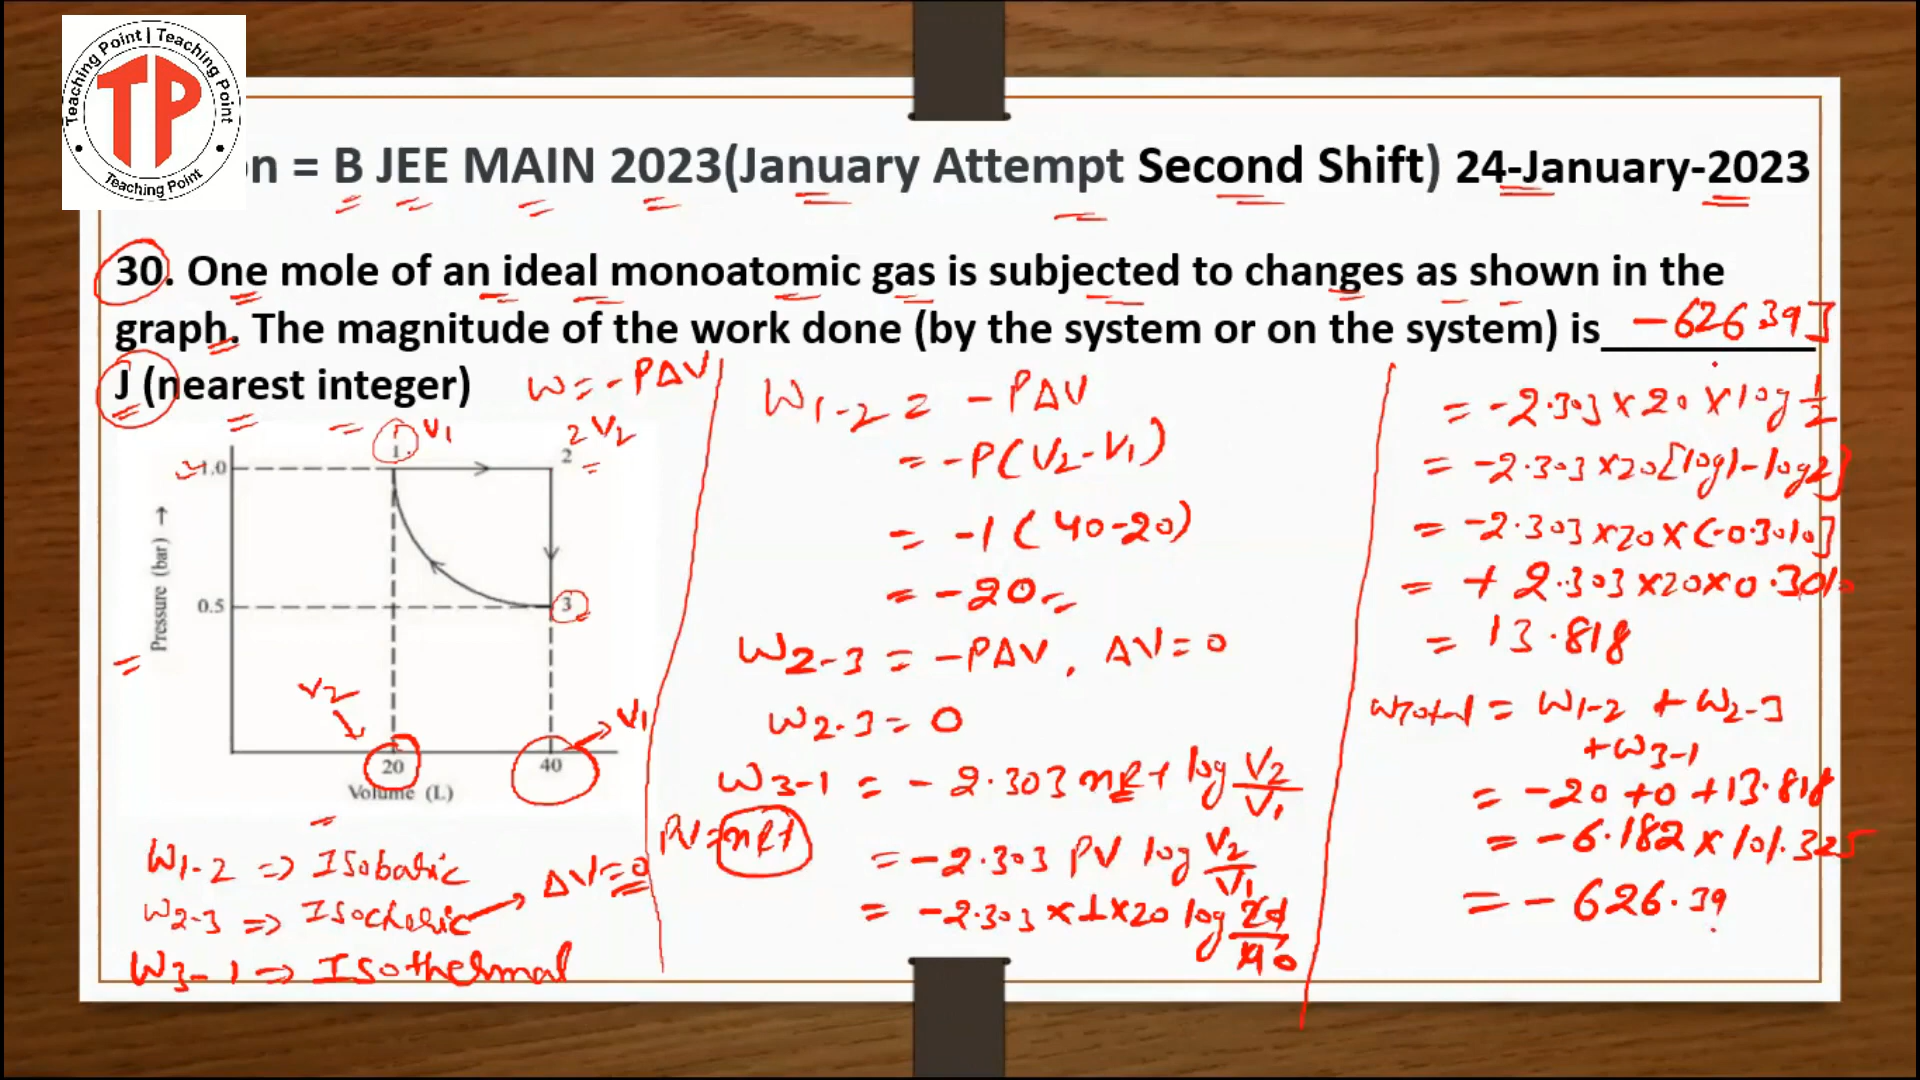 Teaching Point | Teaching Point
TP
Teaching Point
on = B JEE MAIN 2023(January Attempt Second Shift) 24-January-2023
30. One mole of an ideal monoatomic gas is subjected to changes as shown in the
graph. The magnitude of the work done (by the system or on the system) is -626.39J
J (nearest integer)
W = -PΔV
1 V1
2 V2
2
1.0
0.5
3
Pressure (bar) →
V2
V1
20
40
Volume (L)
W1-2 => Isobaric
W2-3 => Isochoric → ΔV=0
W3-1 => Isothermal
W1-2 = -PΔV
= -P(V2-V1)
= -1(40-20)
= -20
W2-3 = -PΔV, ΔV=0
W2-3 = 0
W3-1 = -2.303 nRt log V2/V1
PV=nRt
= -2.303 PV log V2/V1
= -2.303 x 1 x 20 log 20/40
= -2.303 x 20 x log 1/2
= -2.303 x 20 [log1-log2]
= -2.303 x 20 x (-0.3010]
= + 2.303 x 20 x 0.3010
= 13.818
WTotal = W1-2 + W2-3
+ W3-1
= -20 + 0 + 13.818
= -6.182 x 101.325
= -626.39